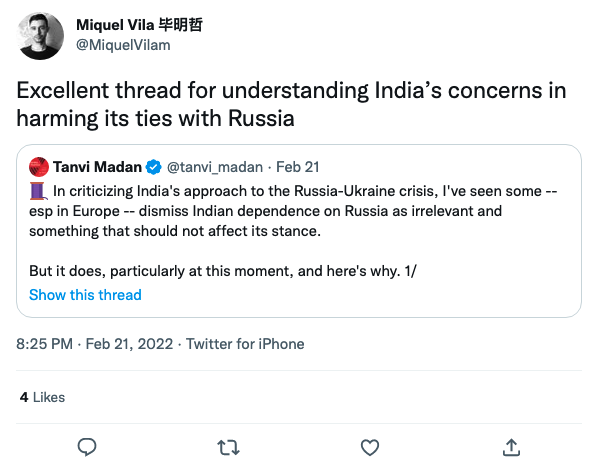 Miquel Vila 毕明哲
@MiquelVilam
Excellent thread for understanding India’s concerns in
harming its ties with Russia
Tanvi Madan @tanvi_madan · Feb 21
In criticizing India's approach to the Russia-Ukraine crisis, I've seen some --
esp in Europe -- dismiss Indian dependence on Russia as irrelevant and
something that should not affect its stance.
But it does, particularly at this moment, and here's why. 1/
Show this thread
8:25 PM · Feb 21, 2022 · Twitter for iPhone
4 Likes